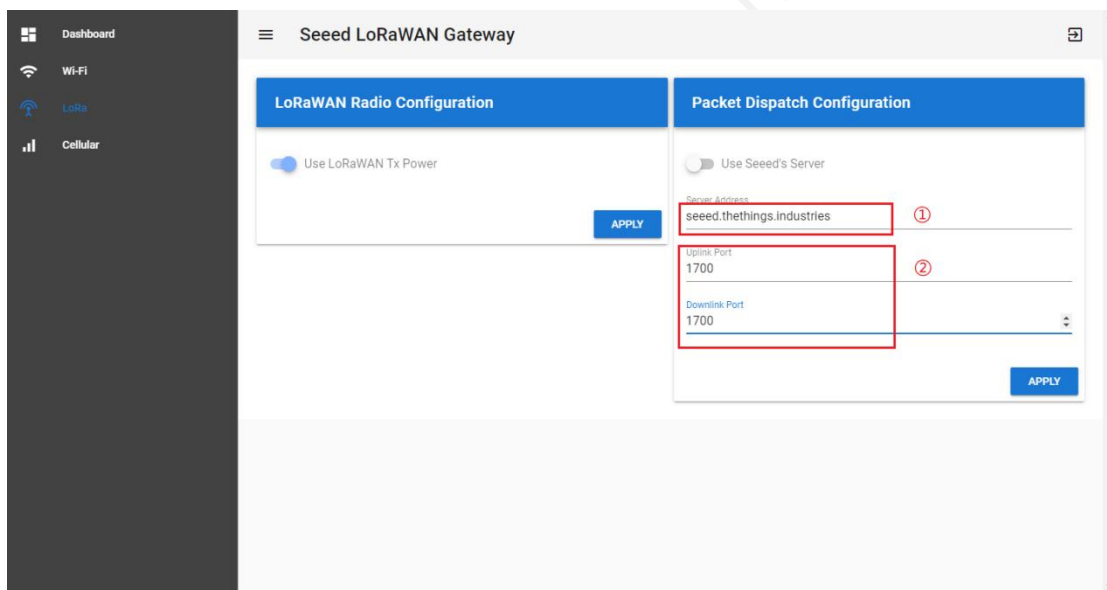 Dashboard
Wi-Fi
LoRa
Cellular
Seeed LoRaWAN Gateway
LoRaWAN Radio Configuration
Use LoRaWAN Tx Power
APPLY
Packet Dispatch Configuration
Use Seeed's Server
Server Address
seeed.thethings.industries
①
Uplink Port
1700
②
Downlink Port
1700
APPLY